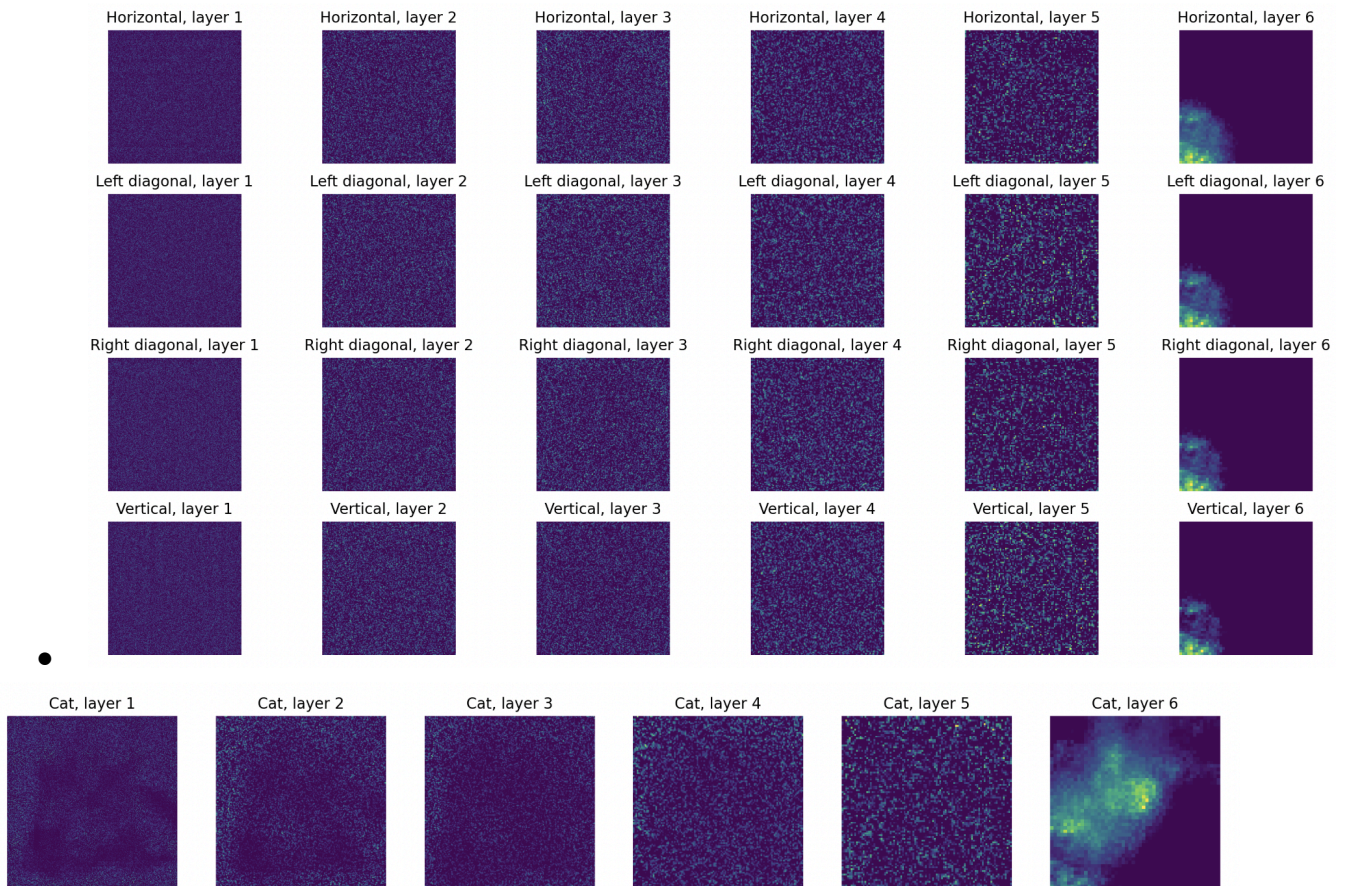 Horizontal, layer 1 Horizontal, layer 2 Horizontal, layer 3 Horizontal, layer 4 Horizontal, layer 5 Horizontal, layer 6
Left diagonal, layer 1 Left diagonal, layer 2 Left diagonal, layer 3 Left diagonal, layer 4 Left diagonal, layer 5 Left diagonal, layer 6
Right diagonal, layer 1 Right diagonal, layer 2 Right diagonal, layer 3 Right diagonal, layer 4 Right diagonal, layer 5 Right diagonal, layer 6
Vertical, layer 1 Vertical, layer 2 Vertical, layer 3 Vertical, layer 4 Vertical, layer 5 Vertical, layer 6
Cat, layer 1 Cat, layer 2 Cat, layer 3 Cat, layer 4 Cat, layer 5 Cat, layer 6